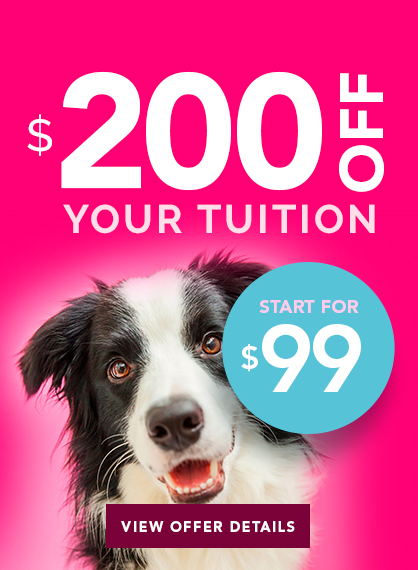 $200 OFF
YOUR TUITION
START FOR
$99
VIEW OFFER DETAILS